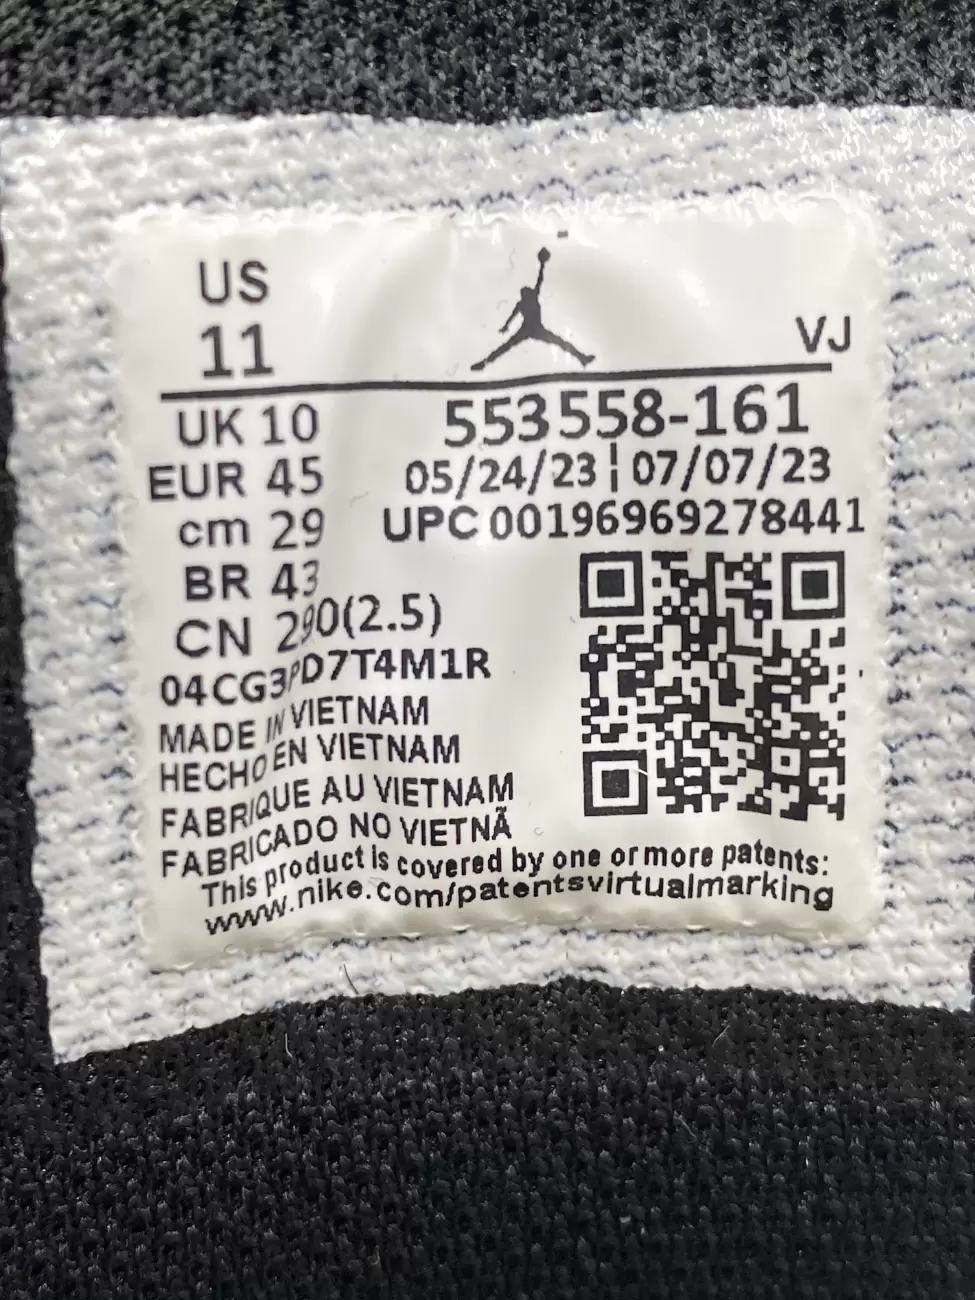 US
11
VJ
UK 10
553558-161
EUR 45
05/24/23 | 07/07/23
cm 29
UPC 00196969278441
BR 43
CN 290(2.5)
04CG3PD7T4M1R
MADE IN VIETNAM
HECHO EN VIETNAM
FABRIQUE AU VIETNAM
FABRICADO NO VIETNÃ
This product is covered by one or more patents:
www.nike.com/patentsvirtualmarking